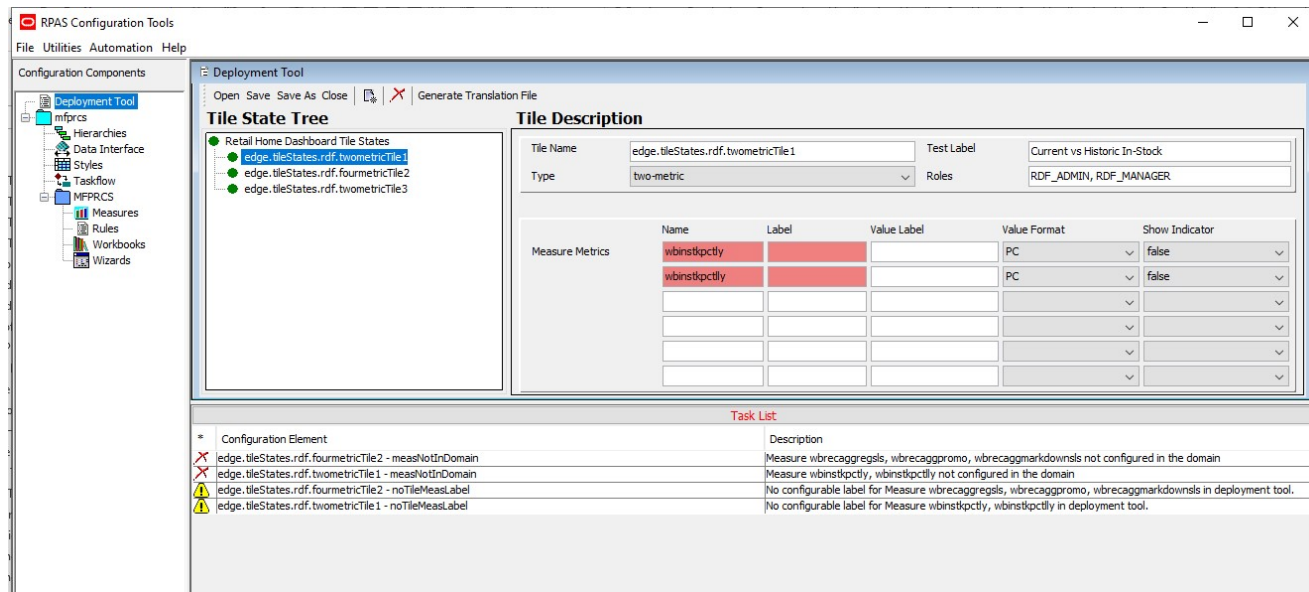 RPAS Configuration Tools
File Utilities Automation Help
Configuration Components
Deployment Tool
mfprcs
Hierarchies
Data Interface
Styles
Taskflow
MFPRCS
Measures
Rules
Workbooks
Wizards
Deployment Tool
Open Save Save As Close Generate Translation File
Tile State Tree
Retail Home Dashboard Tile States
edge.tileStates.rdf.twometricTile1
edge.tileStates.rdf.fourmetricTile2
edge.tileStates.rdf.twometricTile3
Tile Description
Tile Name edge.tileStates.rdf.twometricTile1 Test Label Current vs Historic In-Stock
Type two-metric Roles RDF_ADMIN, RDF_MANAGER
Name Label Value Label Value Format Show Indicator
Measure Metrics wbinstkpctly PC false
wbinstkpctlly PC false
Task List
* Configuration Element Description
edge.tileStates.rdf.fourmetricTile2 - measNotInDomain Measure wbrecaggregsls, wbrecaggpromo, wbrecaggmarkdownsls not configured in the domain
edge.tileStates.rdf.twometricTile1 - measNotInDomain Measure wbinstkpctly, wbinstkpctlly not configured in the domain
edge.tileStates.rdf.fourmetricTile2 - noTileMeasLabel No configurable label for Measure wbrecaggregsls, wbrecaggpromo, wbrecaggmarkdownsls in deployment tool.
edge.tileStates.rdf.twometricTile1 - noTileMeasLabel No configurable label for Measure wbinstkpctly, wbinstkpctlly in deployment tool.